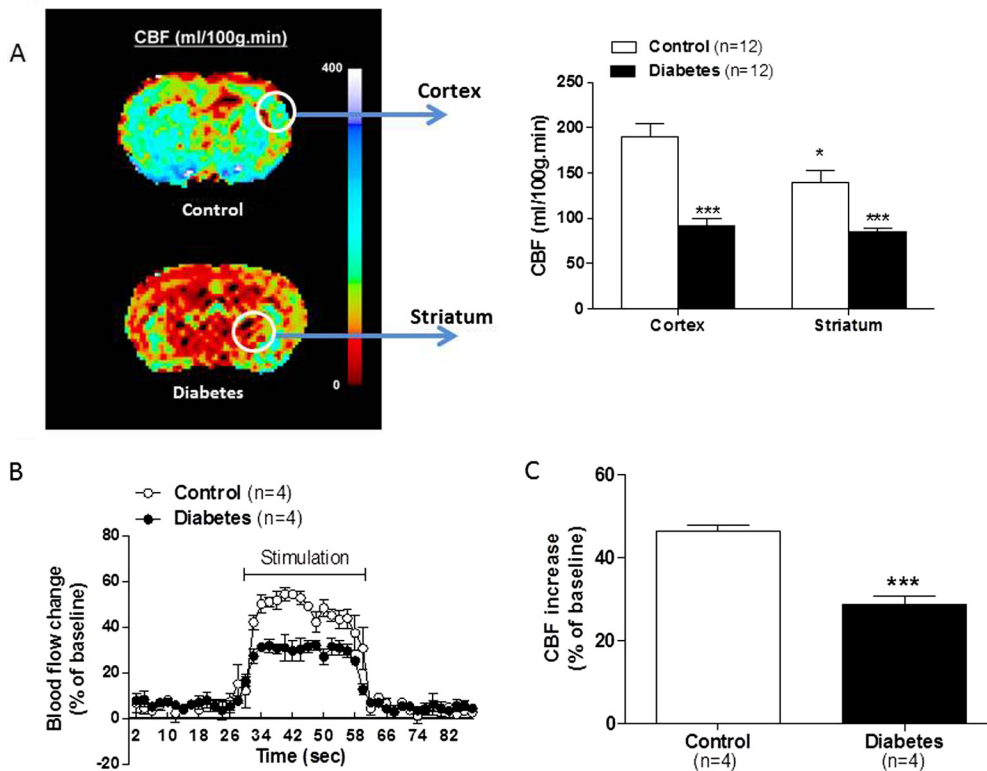 A
CBF (ml/100g.min)
400
Cortex
Control
Striatum
Diabetes
0
Control (n=12)
Diabetes (n=12)
CBF (ml/100g.min)
250
200
150
100
50
0
*
***
***
Cortex
Striatum
B
Control (n=4)
Diabetes (n=4)
Blood flow change
(% of baseline)
80
60
40
20
0
-20
Stimulation
2 10 18 26 34 42 50 58 66 74 82
Time (sec)
C
CBF increase
(% of baseline)
60
40
20
0
***
Control
(n=4)
Diabetes
(n=4)